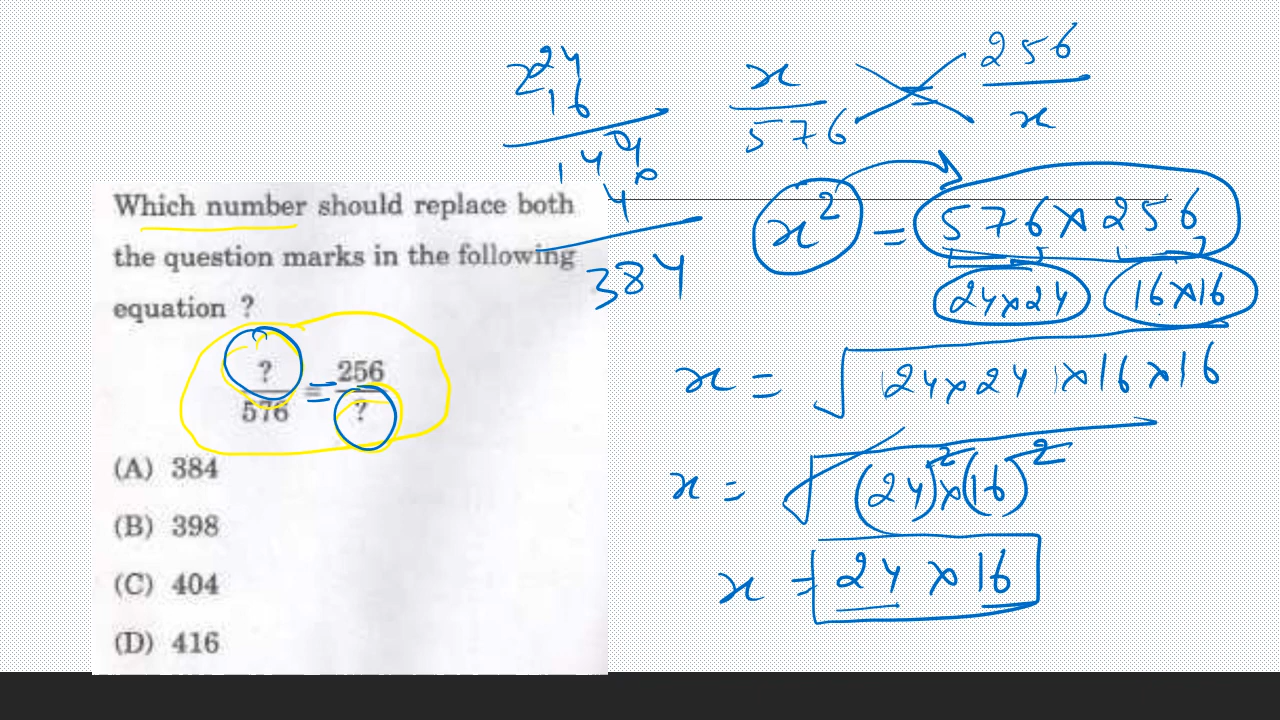 Which number should replace both
the question marks in the following
equation ?
?/576 = 256/?
(A) 384
(B) 398
(C) 404
(D) 416
24
16
144
4
384
x/576 = 256/x
x² = 576 × 256
24×24 16×16
x = √24×24×16×16
x = √(24)²×(16)²
x = 24 × 16